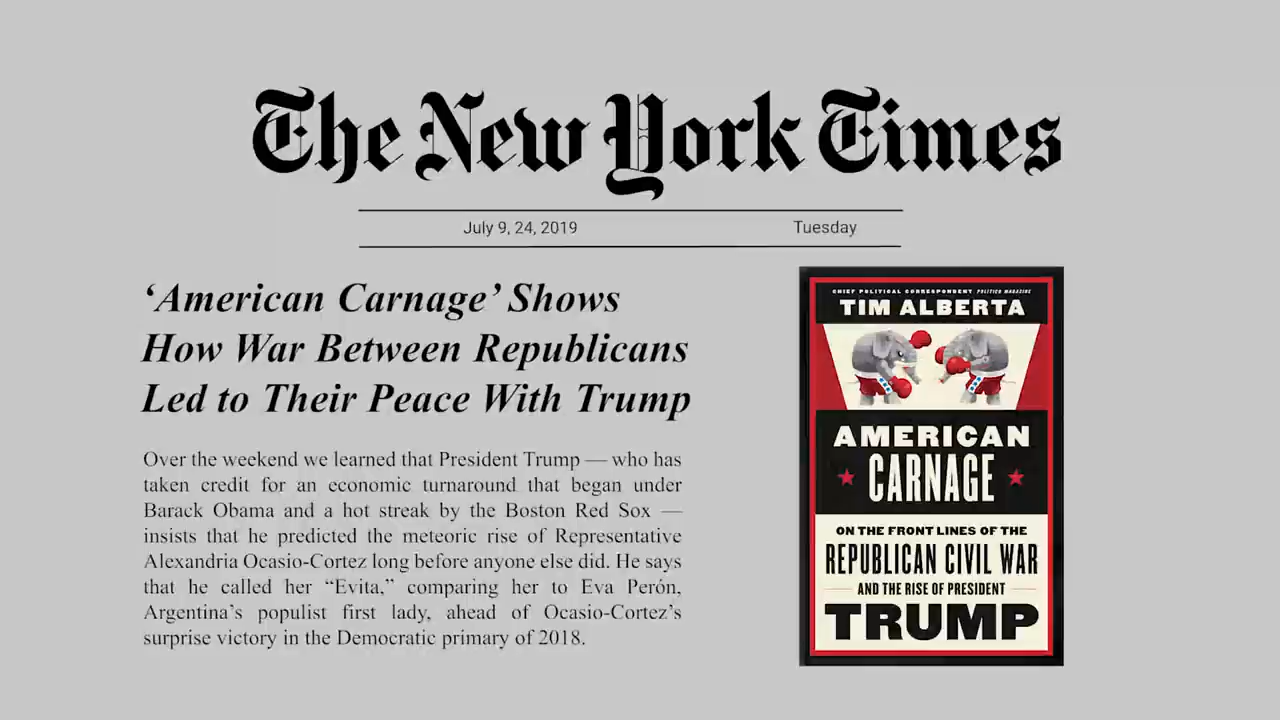 The New York Times
July 9, 24, 2019 Tuesday
‘American Carnage’ Shows
How War Between Republicans
Led to Their Peace With Trump
Over the weekend we learned that President Trump — who has
taken credit for an economic turnaround that began under
Barack Obama and a hot streak by the Boston Red Sox —
insists that he predicted the meteoric rise of Representative
Alexandria Ocasio-Cortez long before anyone else did. He says
that he called her “Evita,” comparing her to Eva Perón,
Argentina’s populist first lady, ahead of Ocasio-Cortez’s
surprise victory in the Democratic primary of 2018.
CHIEF POLITICAL CORRESPONDENT POLITICO MAGAZINE
TIM ALBERTA
AMERICAN
CARNAGE
ON THE FRONT LINES OF THE
REPUBLICAN CIVIL WAR
AND THE RISE OF PRESIDENT
TRUMP